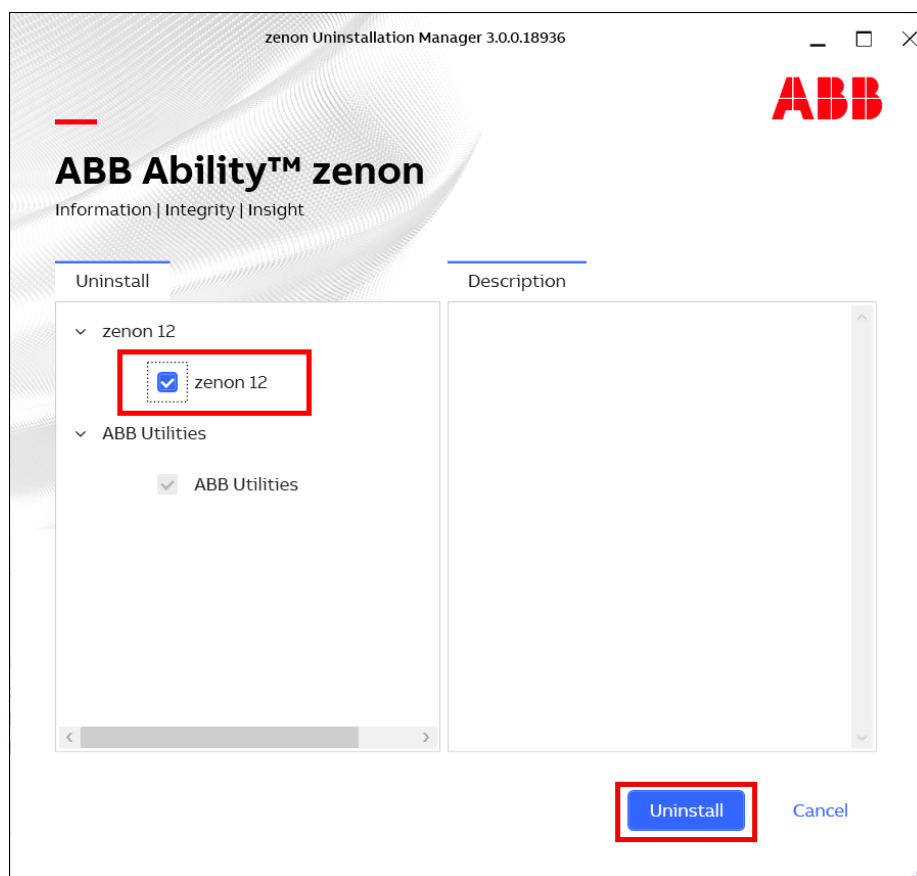 zenon Uninstallation Manager 3.0.0.18936
ABB
ABB Ability™ zenon
Information | Integrity | Insight
Uninstall
Description
zenon 12
zenon 12
ABB Utilities
ABB Utilities
Uninstall
Cancel